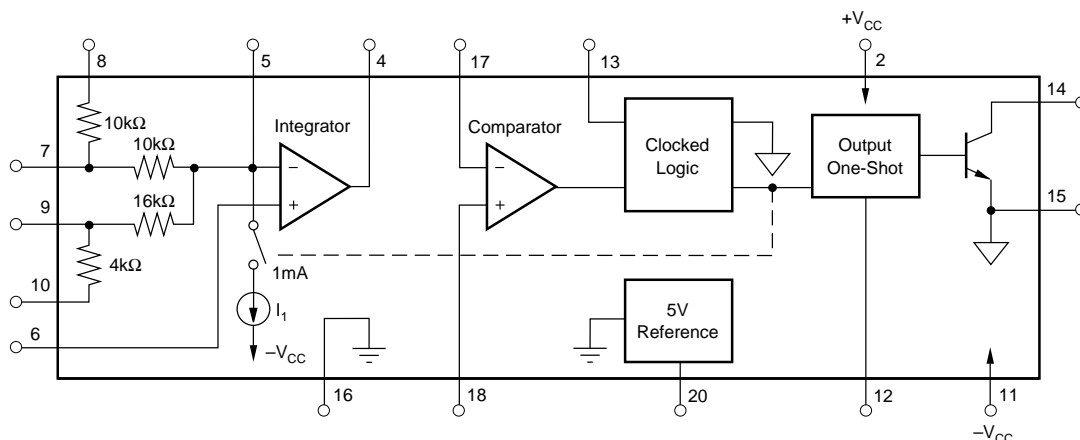 +V_CC
8
5
4
17
13
2
14
10kΩ
Integrator
Comparator
Clocked
Logic
Output
One-Shot
7
10kΩ
–
–
9
16kΩ
+
+
15
4kΩ
1mA
10
I_1
5V
Reference
6
–V_CC
16
18
20
12
11
–V_CC